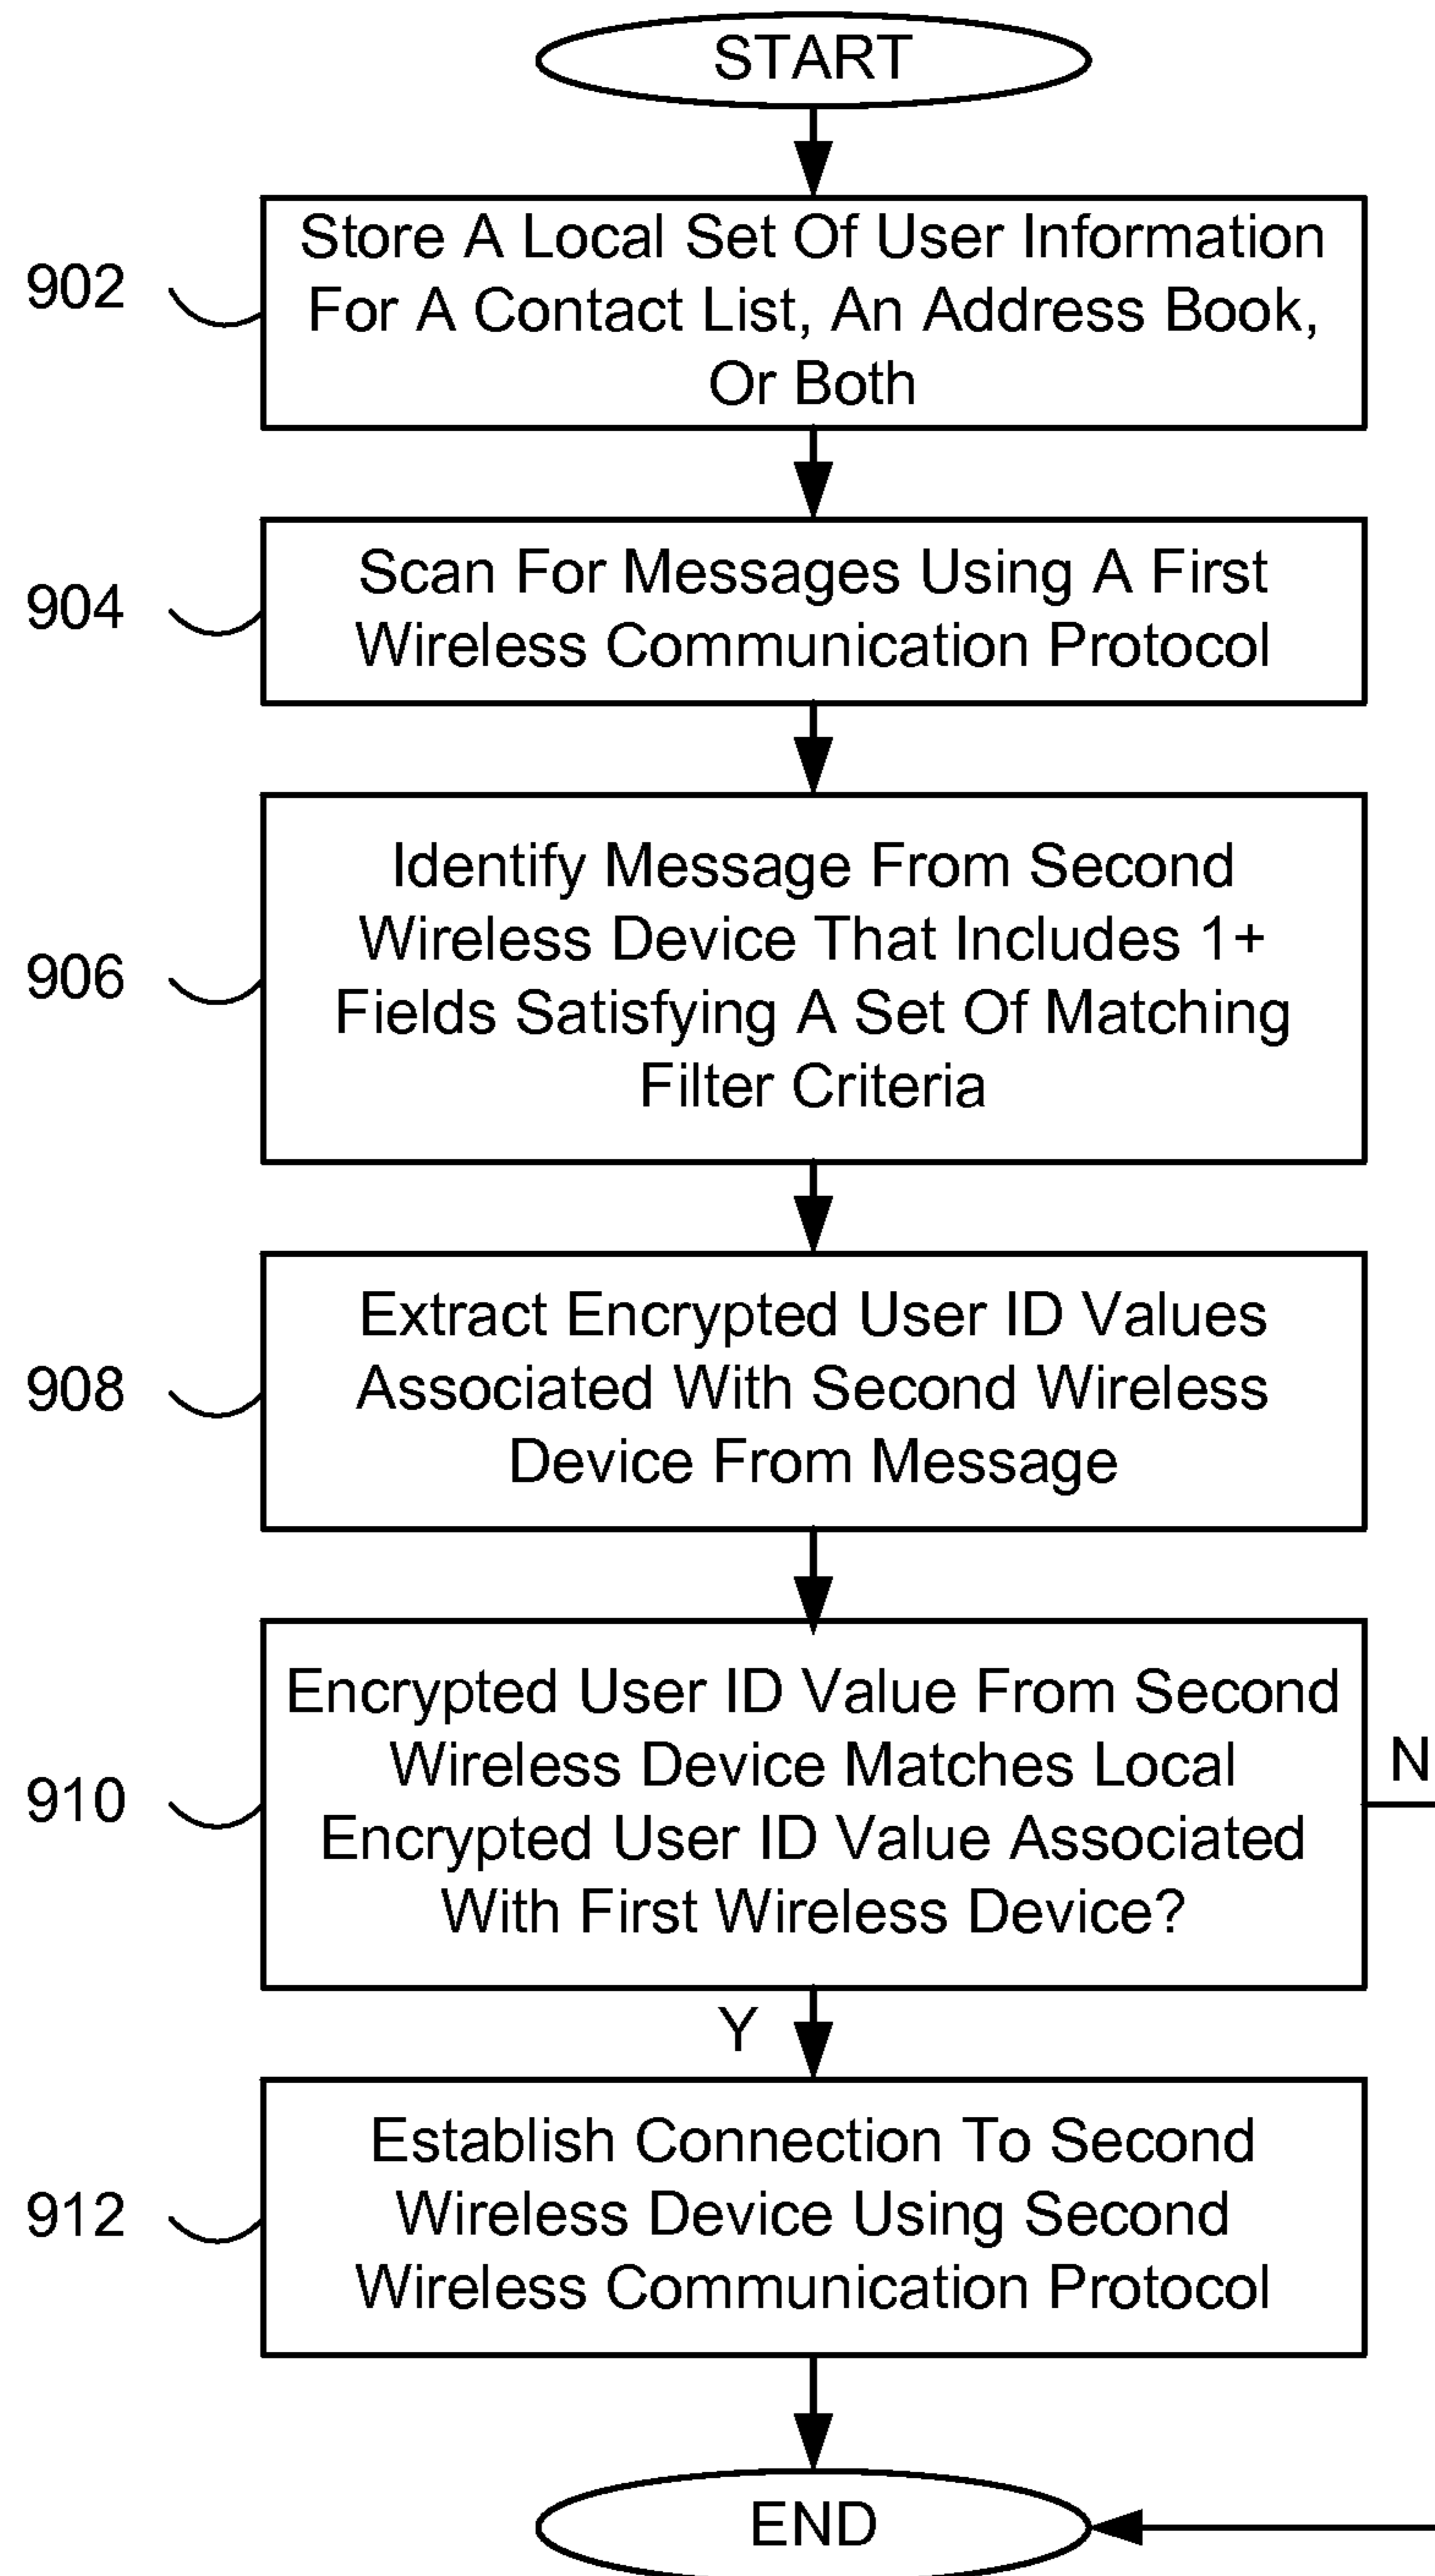 START
902
Store A Local Set Of User Information
For A Contact List, An Address Book,
Or Both
904
Scan For Messages Using A First
Wireless Communication Protocol
906
Identify Message From Second
Wireless Device That Includes 1+
Fields Satisfying A Set Of Matching
Filter Criteria
908
Extract Encrypted User ID Values
Associated With Second Wireless
Device From Message
910
Encrypted User ID Value From Second
Wireless Device Matches Local
Encrypted User ID Value Associated
With First Wireless Device?
N
Y
912
Establish Connection To Second
Wireless Device Using Second
Wireless Communication Protocol
END